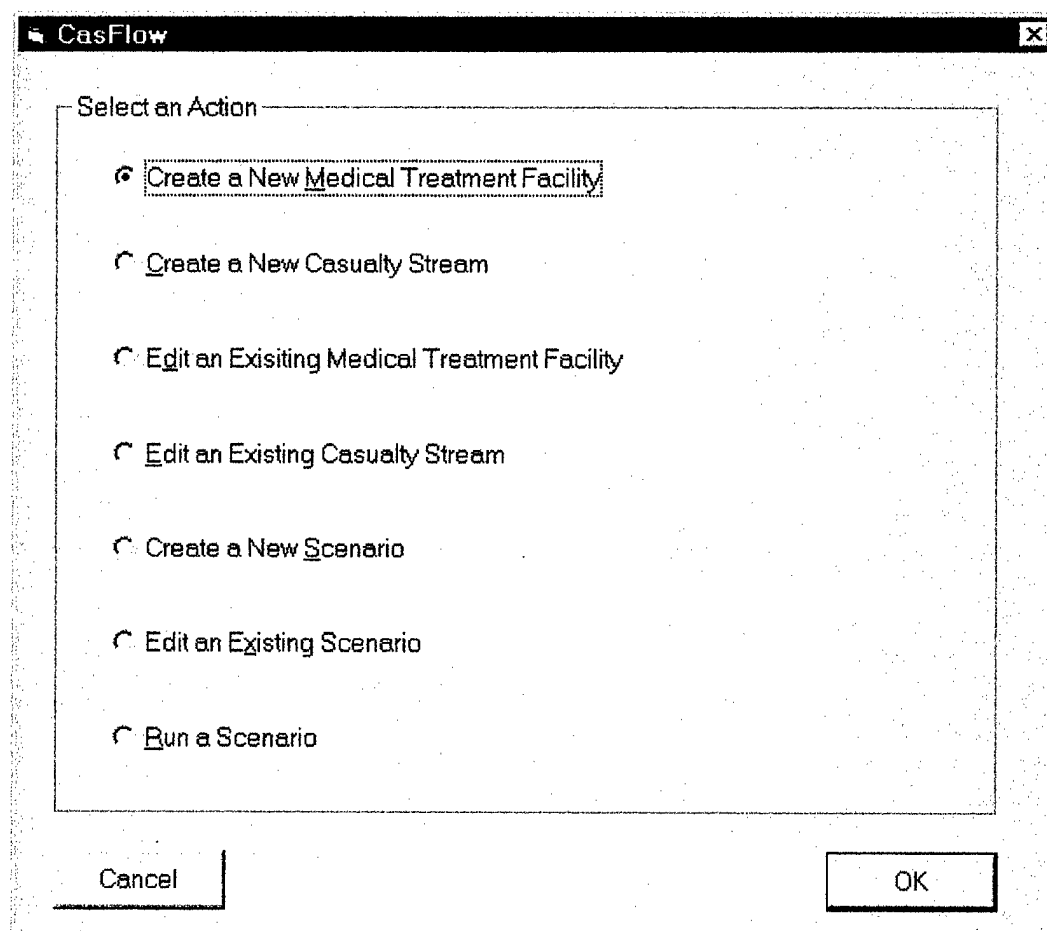 CasFlow
Select an Action
Create a New Medical Treatment Facility
Create a New Casualty Stream
Edit an Exisiting Medical Treatment Facility
Edit an Existing Casualty Stream
Create a New Scenario
Edit an Existing Scenario
Run a Scenario
Cancel
OK